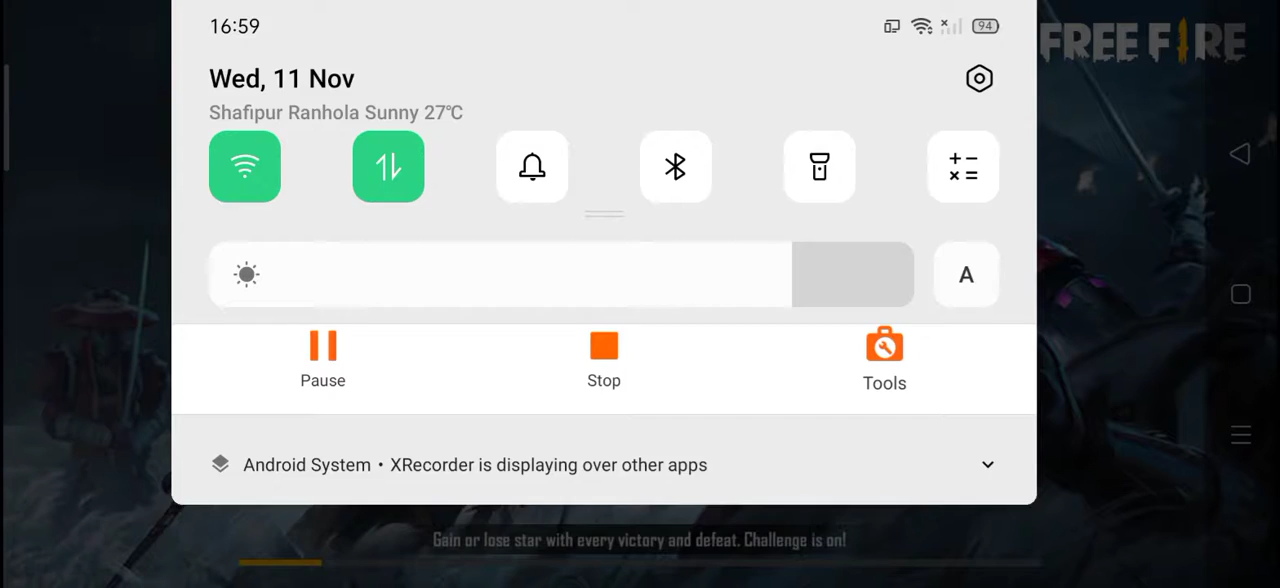 16:59
94
FREE FIRE
Wed, 11 Nov
Shafipur Ranhola Sunny 27°C
A
Pause
Stop
Tools
Android System • XRecorder is displaying over other apps
Gain or lose star with every victory and defeat. Challenge is on!